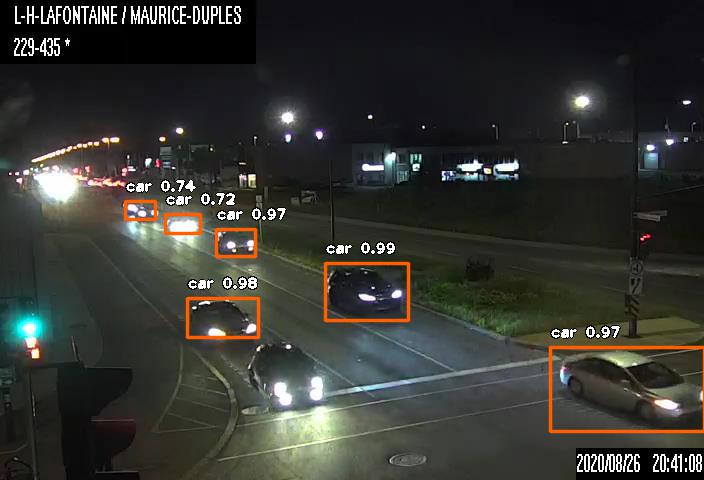 L-H-LAFONTAINE / MAURICE-DUPLES
229-435 *
car 0.74
car 0.72
car 0.97
car 0.99
car 0.98
car 0.97
2020/08/26 20:41:08